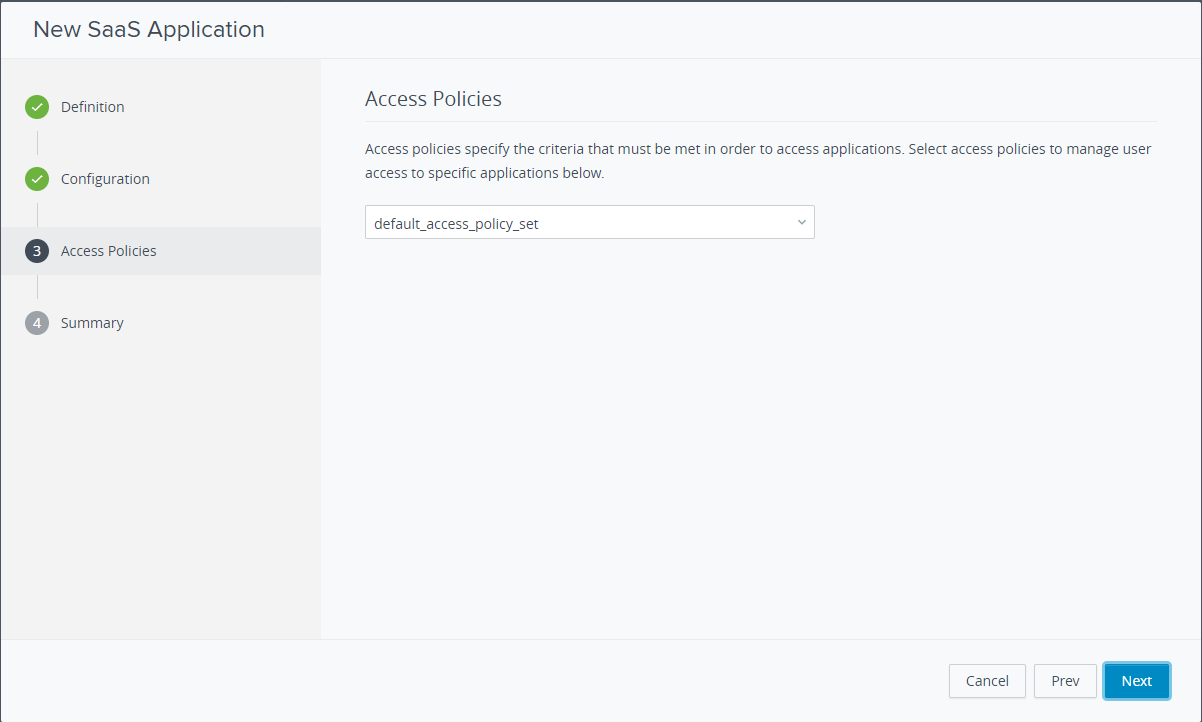 New SaaS Application
Definition
Configuration
3 Access Policies
4 Summary
Access Policies
Access policies specify the criteria that must be met in order to access applications. Select access policies to manage user
access to specific applications below.
default_access_policy_set
Cancel Prev Next